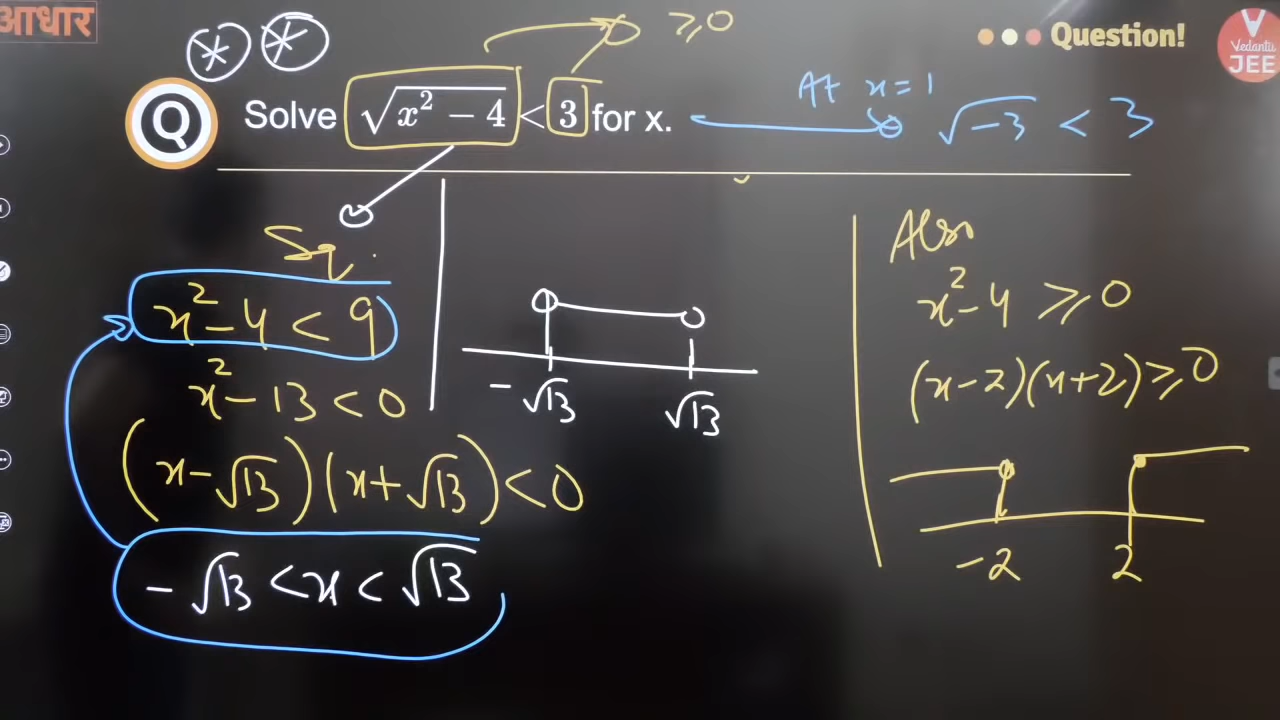 आधार
≥0
Question!
Vedantu
JEE
At x=1
Q
Solve √(x² − 4) < 3 for x.
√-3 < 3
Sq.
x²-4 < 9
x²-13 < 0
(x-√13)(x+√13) < 0
-√13 < x < √13
-√13 √13
Also
x²-4 ≥ 0
(x-2)(x+2) ≥ 0
-2 2